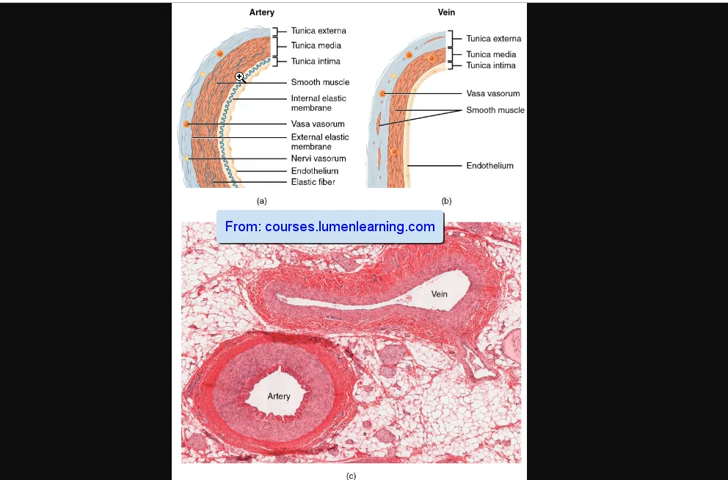 Artery
Tunica externa
Tunica media
Tunica intima
Smooth muscle
Internal elastic
membrane
Vasa vasorum
External elastic
membrane
Nervi vasorum
Endothelium
Elastic fiber
(a)
Vein
Tunica externa
Tunica media
Tunica intima
Vasa vasorum
Smooth muscle
Endothelium
(b)
From: courses.lumenlearning.com
Vein
Artery
(c)